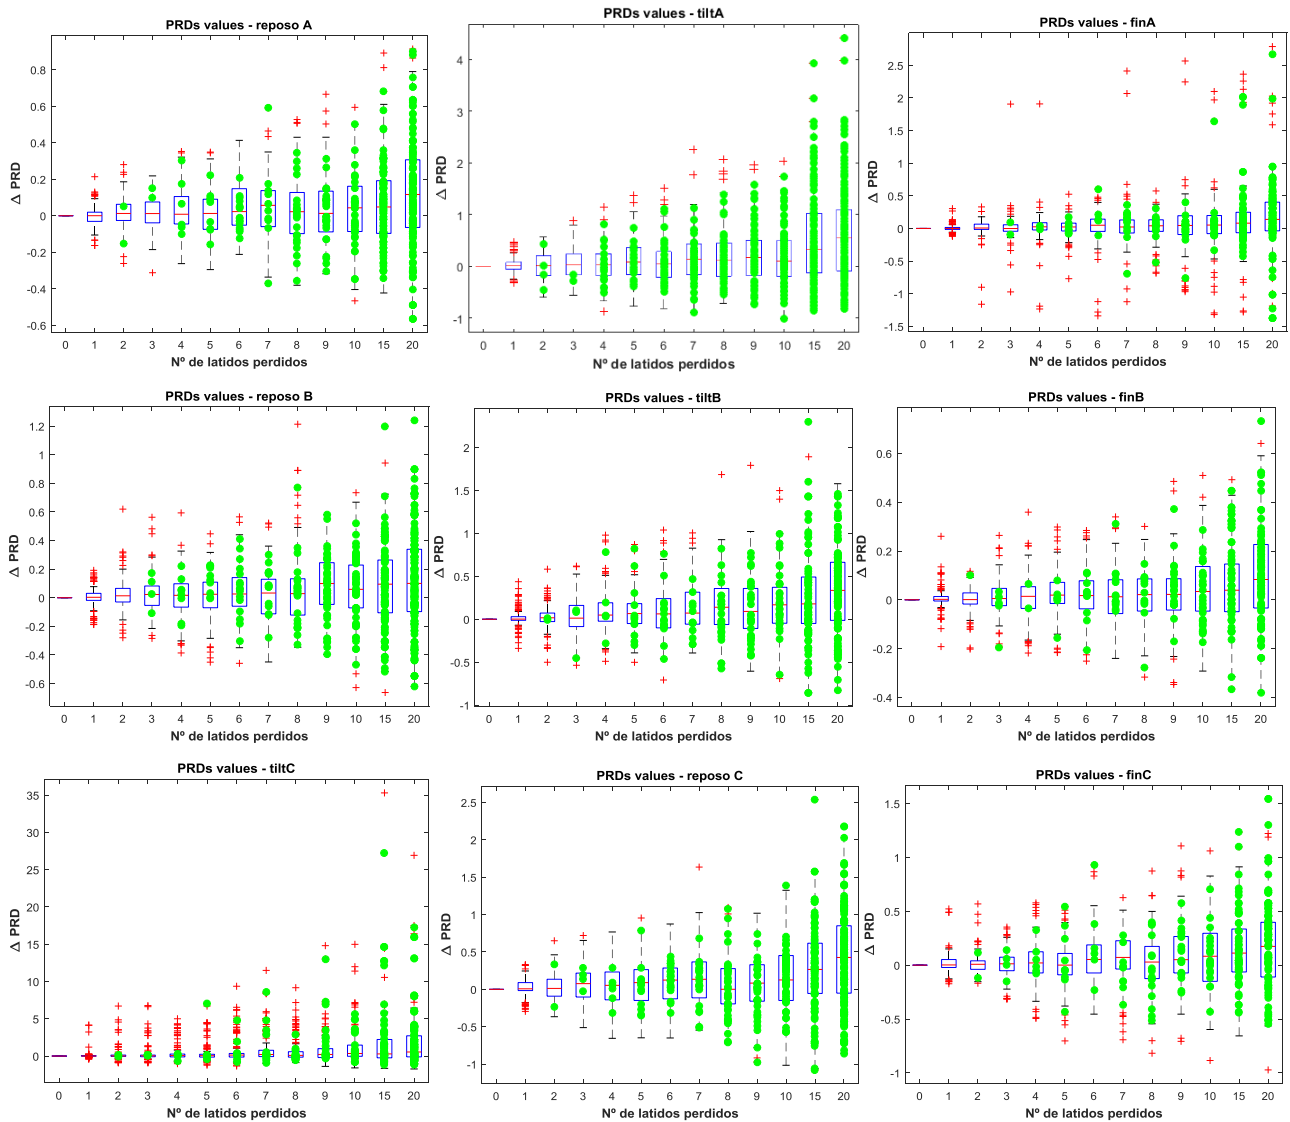 PRDs values - reposo A
Δ PRD
0.8
0.6
0.4
0.2
0
-0.2
-0.4
-0.6
0 1 2 3 4 5 6 7 8 9 10 15 20
Nº de latidos perdidos
PRDs values - tiltA
Δ PRD
4
3
2
1
0
-1
0 1 2 3 4 5 6 7 8 9 10 15 20
Nº de latidos perdidos
PRDs values - finA
Δ PRD
2.5
2
1.5
1
0.5
0
-0.5
-1
-1.5
0 1 2 3 4 5 6 7 8 9 10 15 20
Nº de latidos perdidos
PRDs values - reposo B
Δ PRD
1.2
1
0.8
0.6
0.4
0.2
0
-0.2
-0.4
-0.6
0 1 2 3 4 5 6 7 8 9 10 15 20
Nº de latidos perdidos
PRDs values - tiltB
Δ PRD
2
1.5
1
0.5
0
-0.5
-1
0 1 2 3 4 5 6 7 8 9 10 15 20
Nº de latidos perdidos
PRDs values - finB
Δ PRD
0.6
0.4
0.2
0
-0.2
-0.4
0 1 2 3 4 5 6 7 8 9 10 15 20
Nº de latidos perdidos
PRDs values - tiltC
Δ PRD
35
30
25
20
15
10
5
0
0 1 2 3 4 5 6 7 8 9 10 15 20
Nº de latidos perdidos
PRDs values - reposo C
Δ PRD
2.5
2
1.5
1
0.5
0
-0.5
-1
0 1 2 3 4 5 6 7 8 9 10 15 20
Nº de latidos perdidos
PRDs values - finC
Δ PRD
1.5
1
0.5
0
-0.5
-1
0 1 2 3 4 5 6 7 8 9 10 15 20
Nº de latidos perdidos